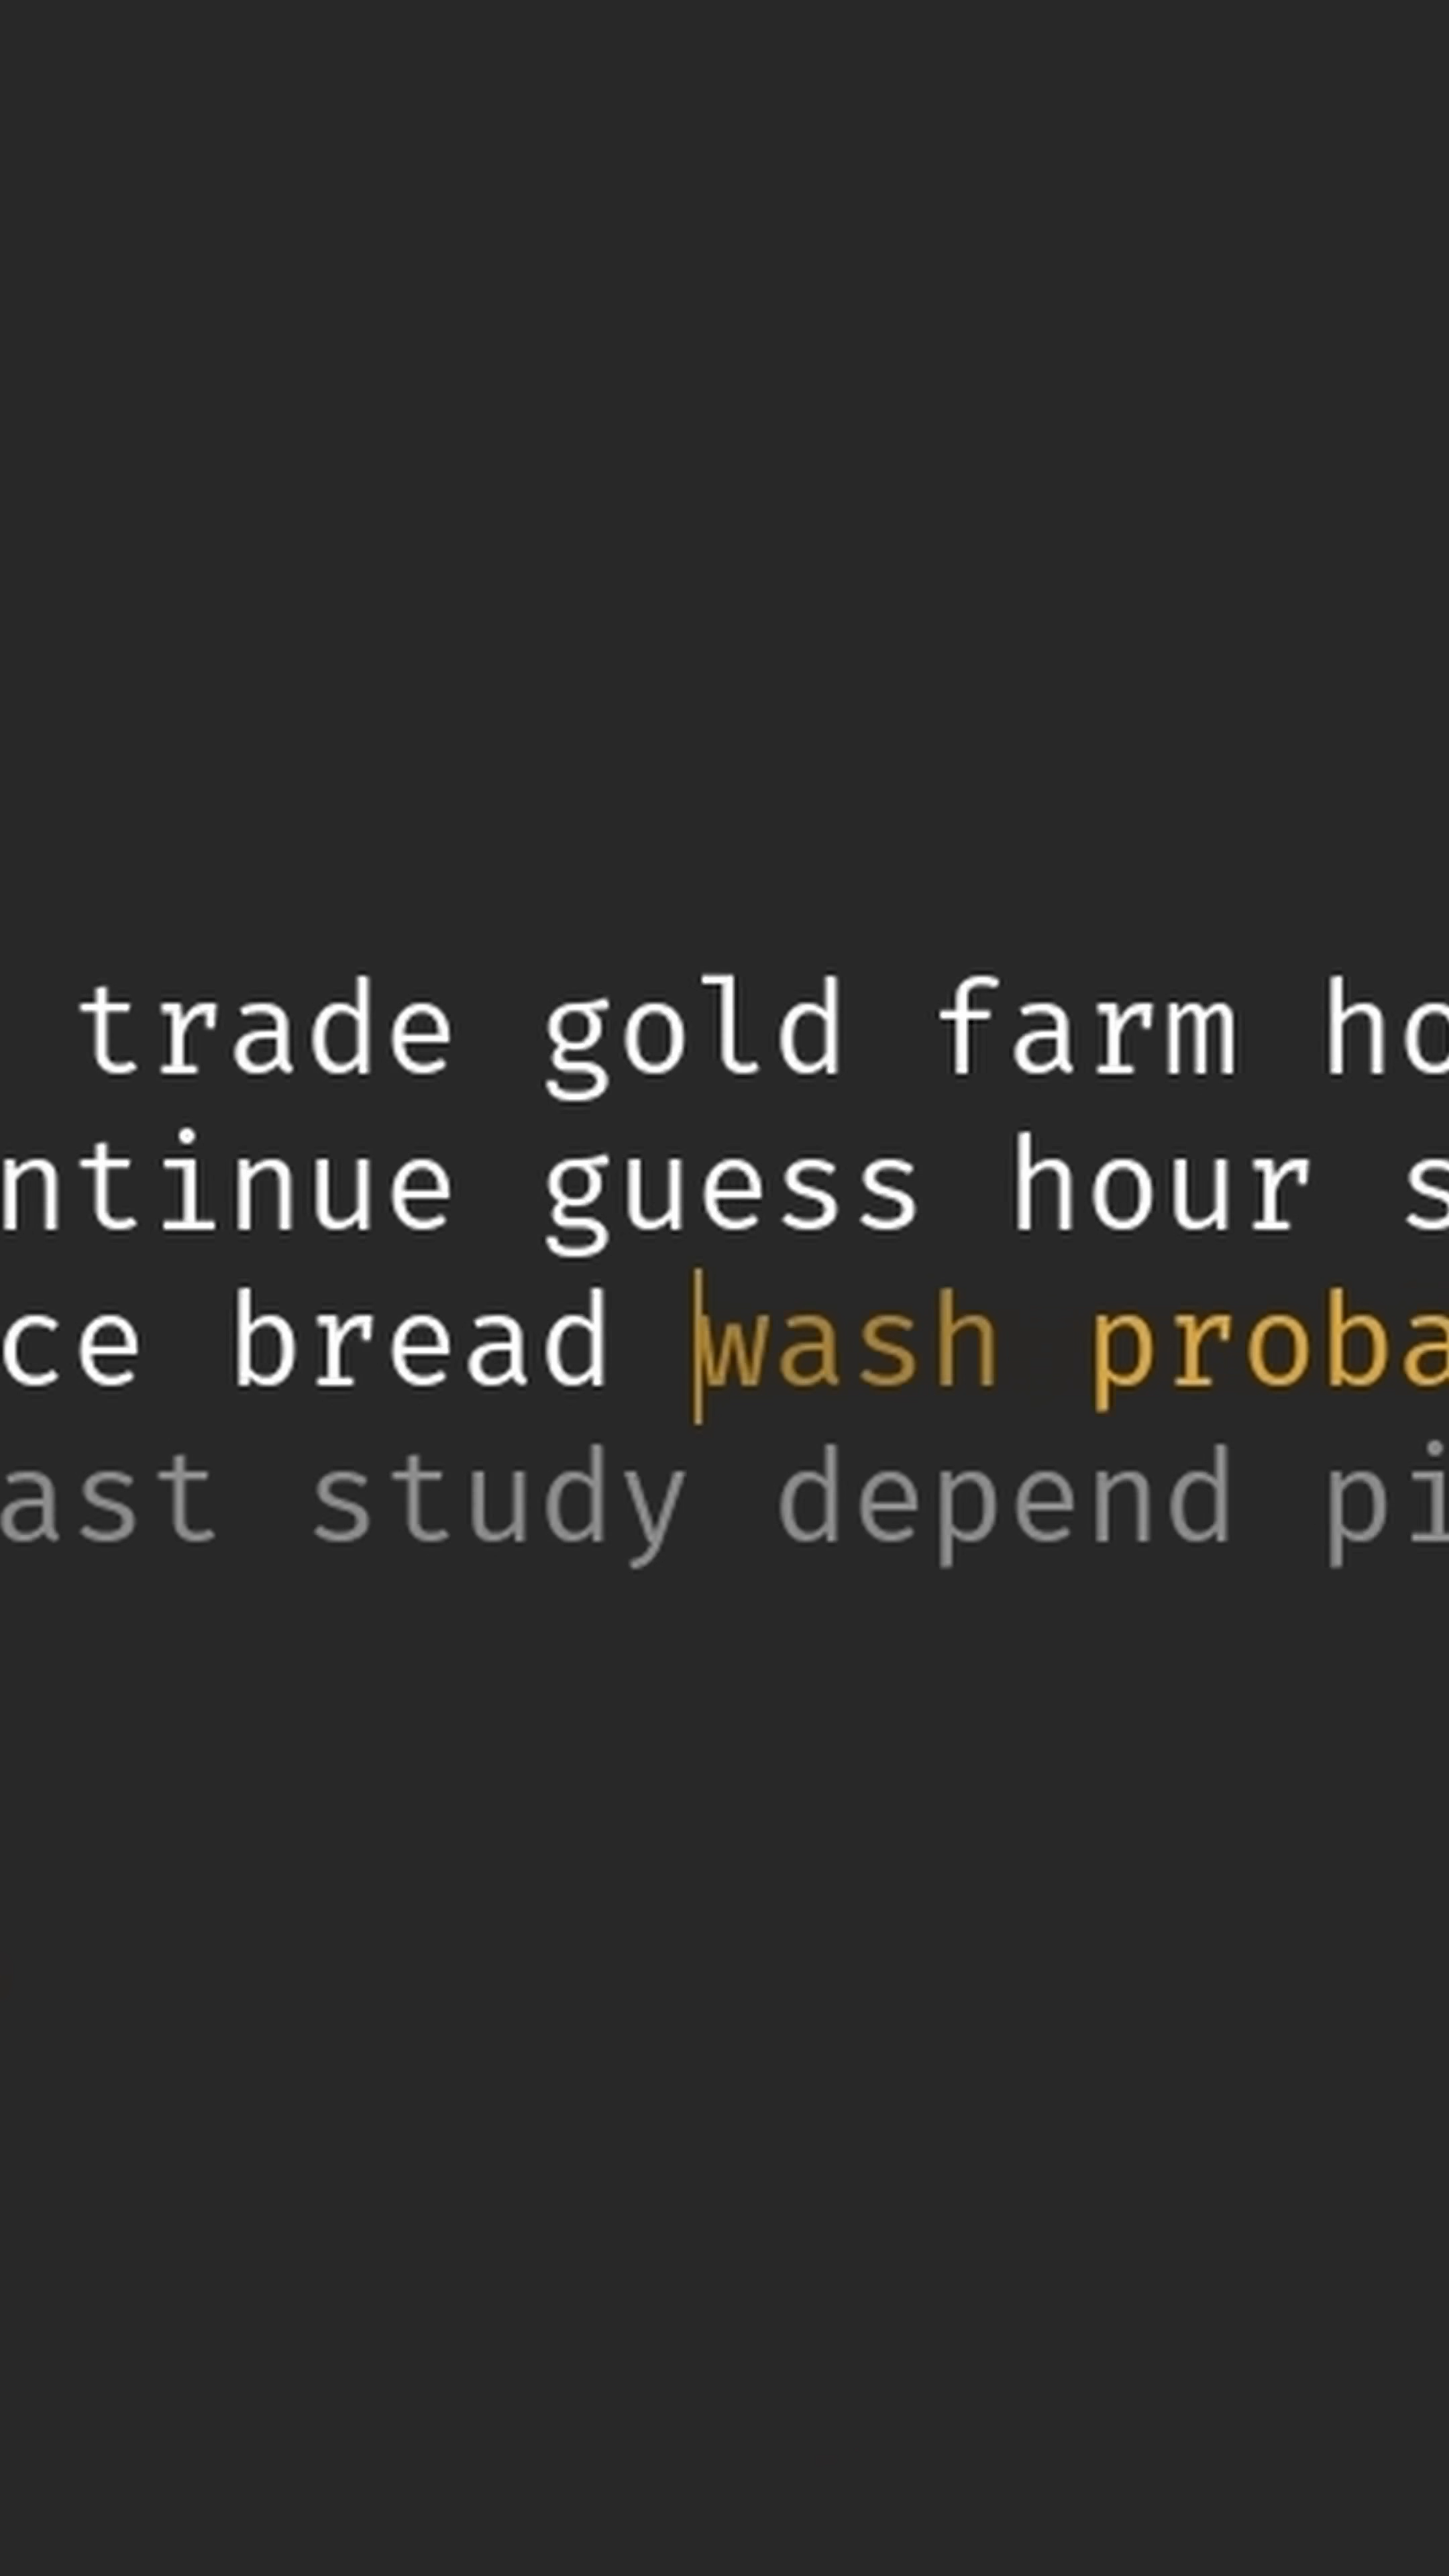 trade gold farm ho
ntinue guess hour s
ce bread wash proba
ast study depend pi